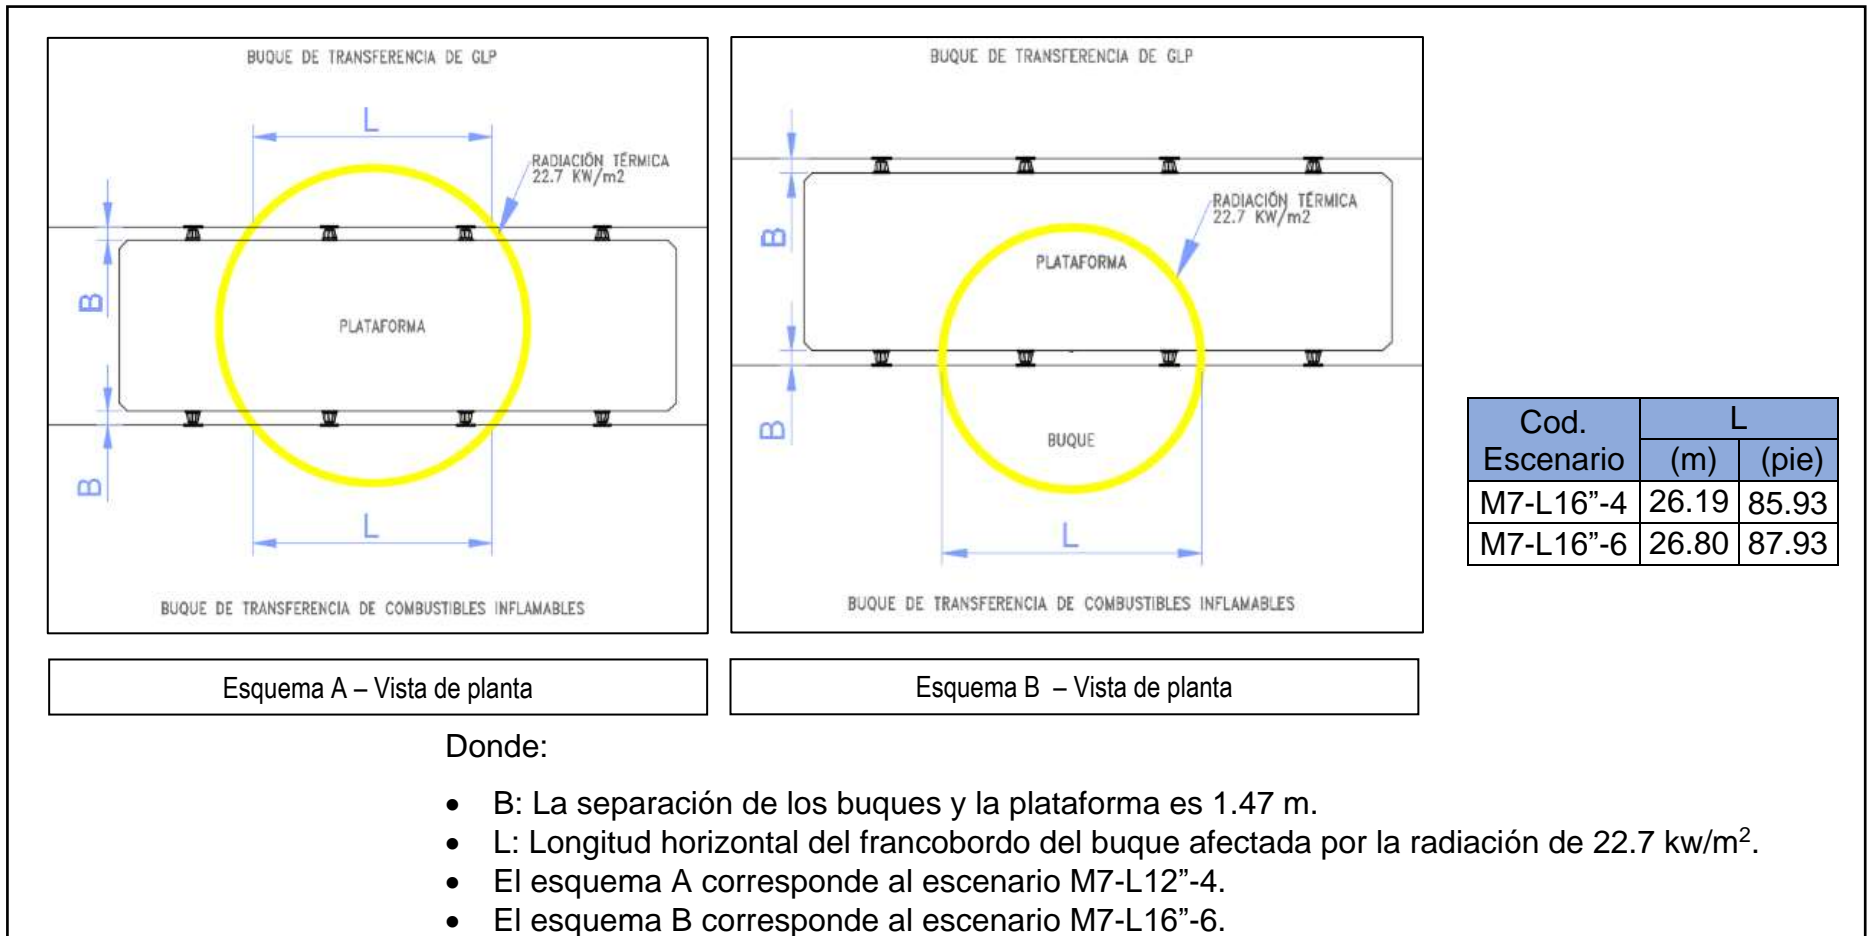 BUQUE DE TRANSFERENCIA DE GLP
L
RADIACIÓN TÉRMICA
22.7 KW/m2
B
PLATAFORMA
B
L
BUQUE DE TRANSFERENCIA DE COMBUSTIBLES INFLAMABLES
Esquema A – Vista de planta
BUQUE DE TRANSFERENCIA DE GLP
RADIACIÓN TÉRMICA
22.7 KW/m2
B
PLATAFORMA
B
BUQUE
L
BUQUE DE TRANSFERENCIA DE COMBUSTIBLES INFLAMABLES
Esquema B – Vista de planta
Cod. Escenario L
(m) (pie)
M7-L16”-4 26.19 85.93
M7-L16”-6 26.80 87.93
Donde:
• B: La separación de los buques y la plataforma es 1.47 m.
• L: Longitud horizontal del francobordo del buque afectada por la radiación de 22.7 kw/m².
• El esquema A corresponde al escenario M7-L12”-4.
• El esquema B corresponde al escenario M7-L16”-6.